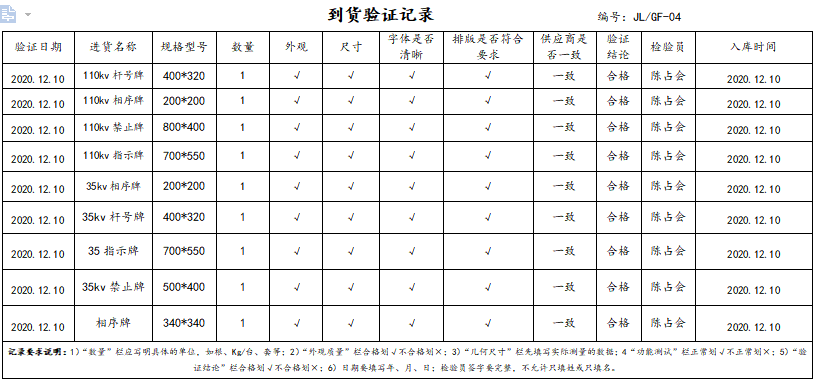 到货验证记录 编号：JL/GF-04
验证日期 进货名称 规格型号 数量 外观 尺寸 字体是否清晰 排版是否符合要求 供应商是否一致 验证结论 检验员 入库时间
2020.12.10 110kv 杆号牌 400*320 1 √ √ √ √ 一致 合格 陈占会 2020.12.10
2020.12.10 110kv 相序牌 200*200 1 √ √ √ √ 一致 合格 陈占会 2020.12.10
2020.12.10 110kv 禁止牌 800*400 1 √ √ √ √ 一致 合格 陈占会 2020.12.10
2020.12.10 110kv 指示牌 700*550 1 √ √ √ √ 一致 合格 陈占会 2020.12.10
2020.12.10 35kv 相序牌 200*200 1 √ √ √ √ 一致 合格 陈占会 2020.12.10
2020.12.10 35kv 杆号牌 400*320 1 √ √ √ √ 一致 合格 陈占会 2020.12.10
2020.12.10 35 指示牌 700*550 1 √ √ √ √ 一致 合格 陈占会 2020.12.10
2020.12.10 35kv 禁止牌 500*400 1 √ √ √ √ 一致 合格 陈占会 2020.12.10
2020.12.10 相序牌 340*340 1 √ √ √ √ 一致 合格 陈占会 2020.12.10
记录要求说明：1)“数量”栏应写明具体的单位，如根、Kg/台、套等；2)“外观质量”栏合格划√不合格划×；3)“几何尺寸”栏先填写实际测量的数据；4“功能测试”栏正常划√不正常划×；5)“验
证结论”栏合格划√不合格划×；6) 日期要填写年、月、日；检验员签字要完整，不允许只填姓或只填名。